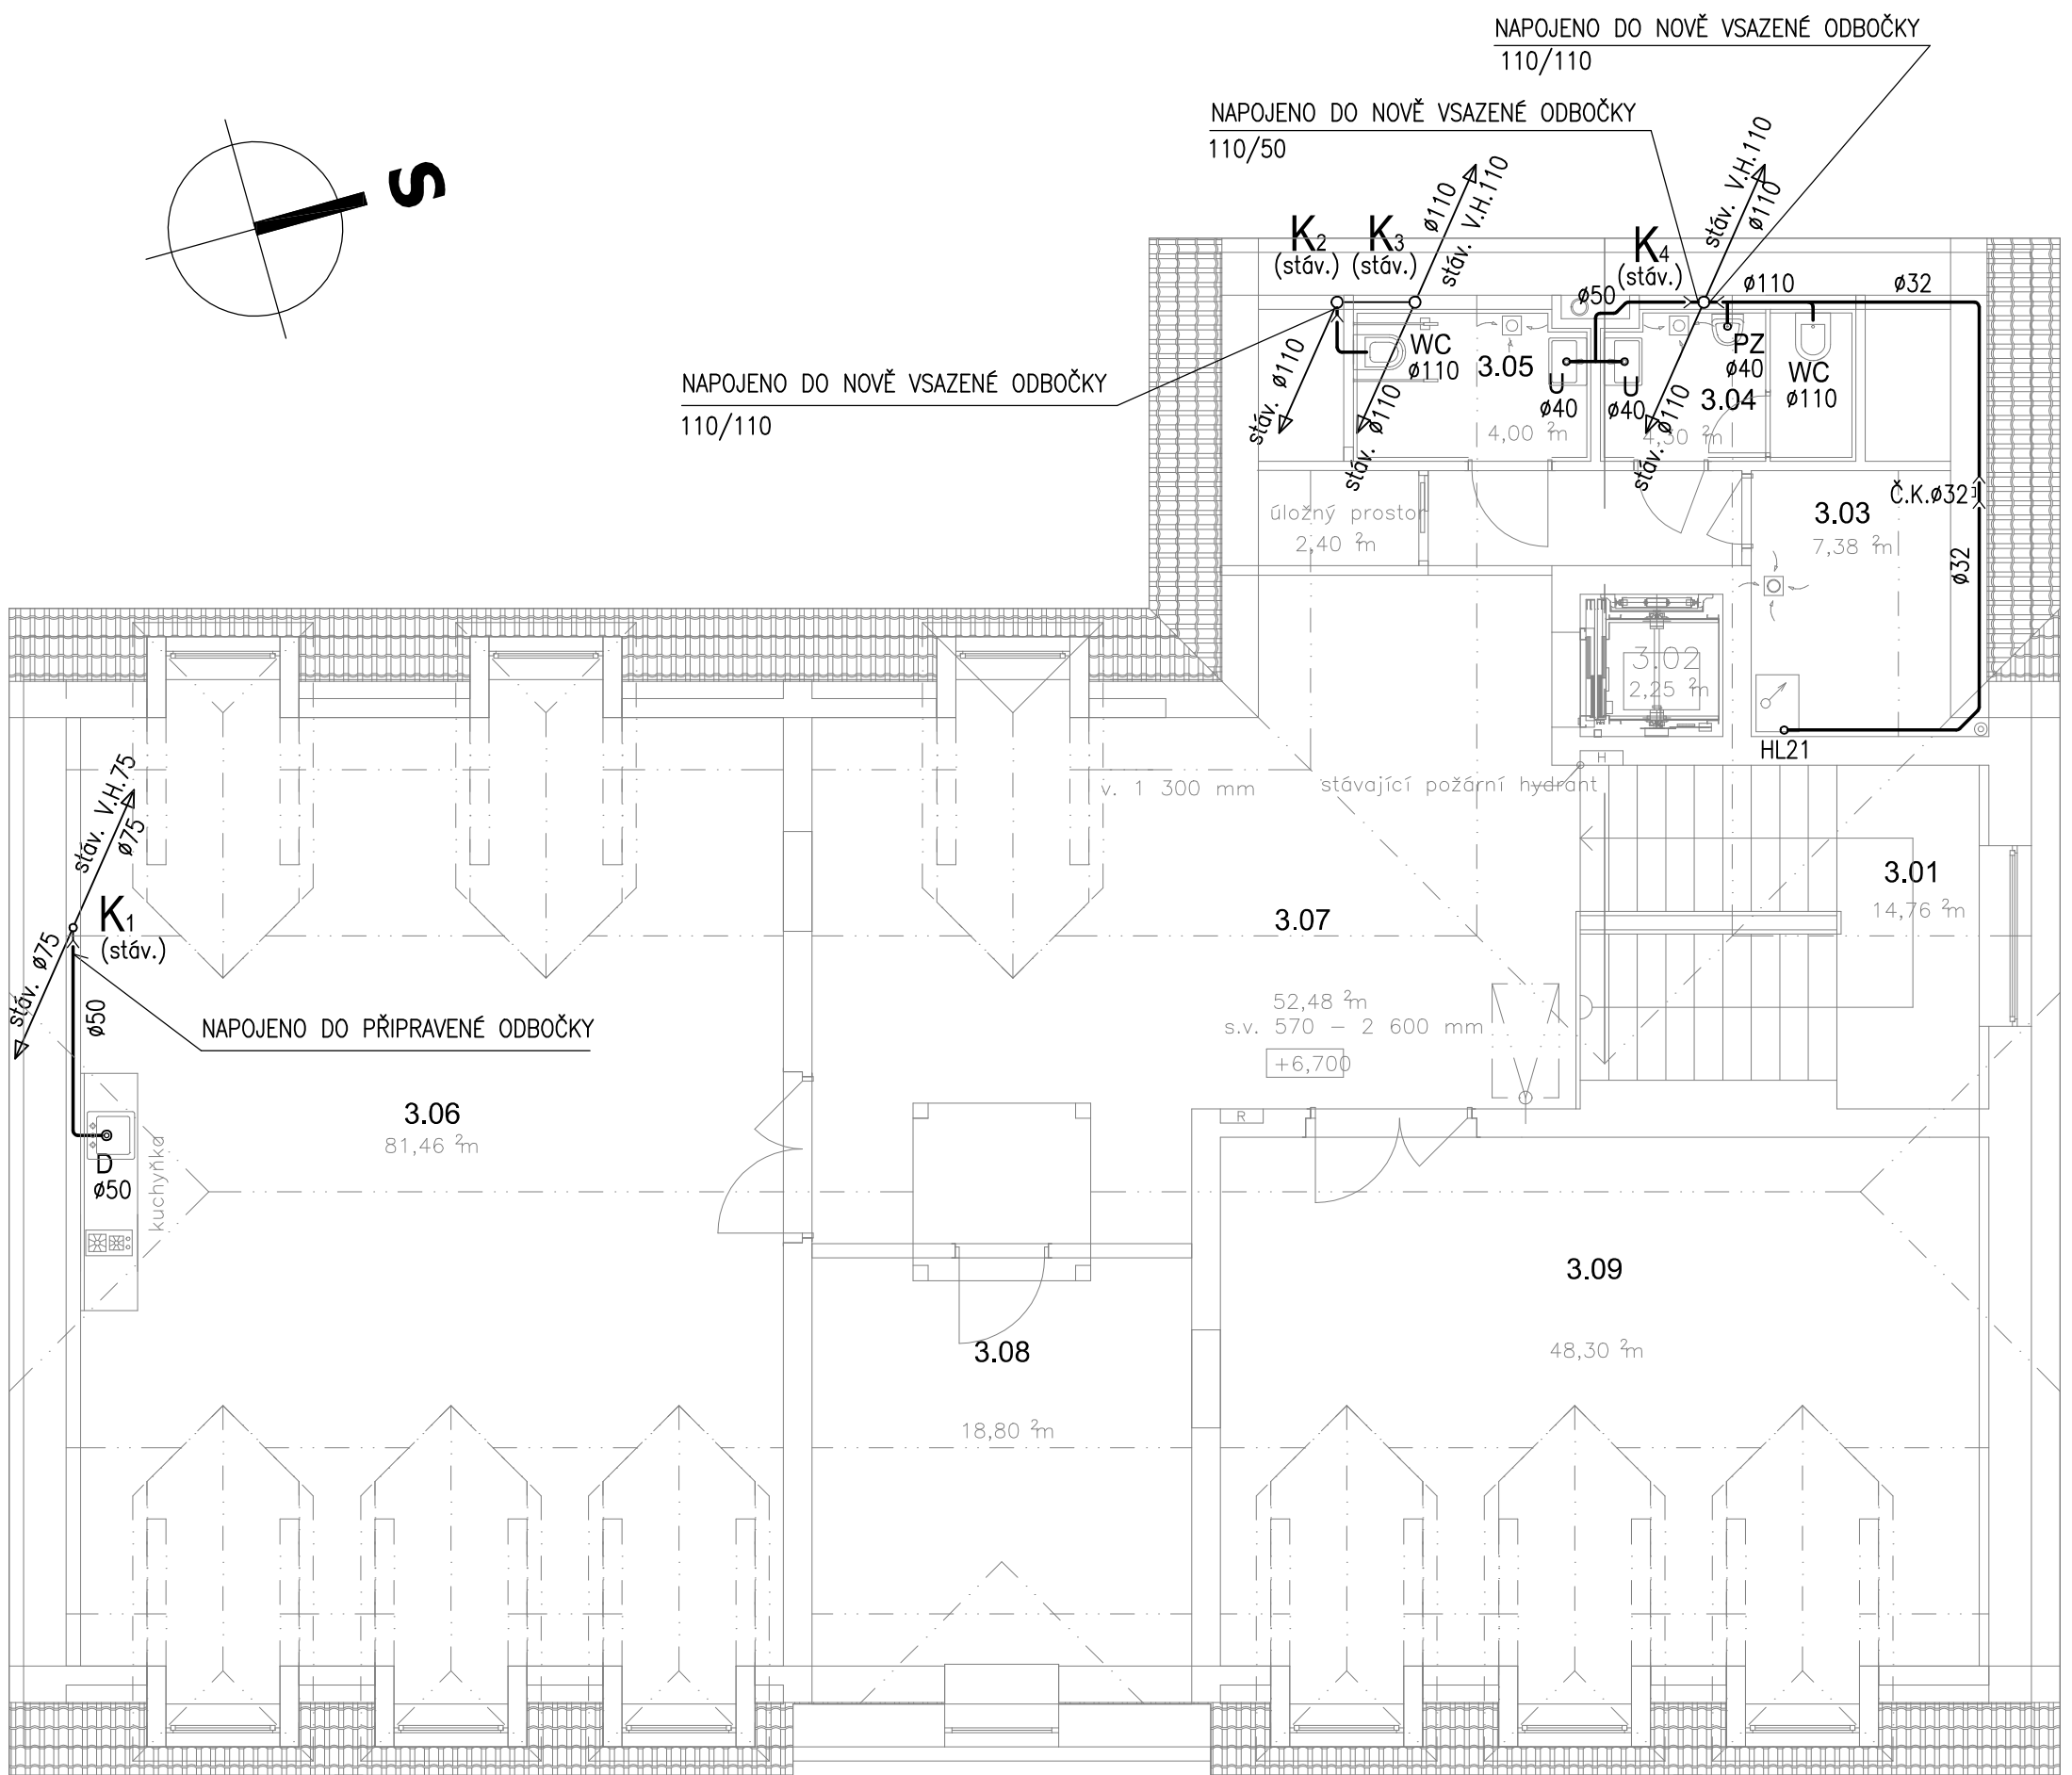 NAPOJENO DO NOVĚ VSAZENÉ ODBOČKY
110/110
NAPOJENO DO NOVĚ VSAZENÉ ODBOČKY
110/50
S
stáv. V.H.110
ø110
ø110
stáv. V.H.110
K2
(stáv.)
K3
(stáv.)
K4
(stáv.)
ø50
ø110
ø32
NAPOJENO DO NOVĚ VSAZENÉ ODBOČKY
110/110
stáv. ø110
stáv. ø110
stáv. ø110
WC
ø110
3.05
U
ø40
U
ø40
PZ
ø40
3.04
WC
ø110
4,00 m2
4,30 m2
úložný prostor
2,40 m2
Č.K.ø32
3.03
7,38 m2
ø32
3.02
2,25 m2
HL21
H
v. 1 300 mm
stávající požární hydrant
stáv. V.H.75
ø75
K1
(stáv.)
stáv. ø75
ø50
NAPOJENO DO PŘIPRAVENÉ ODBOČKY
3.01
14,76 m2
3.07
52,48 m2
s.v. 570 – 2 600 mm
+6,700
3.06
81,46 m2
R
D
ø50
kuchyňka
3.09
48,30 m2
3.08
18,80 m2